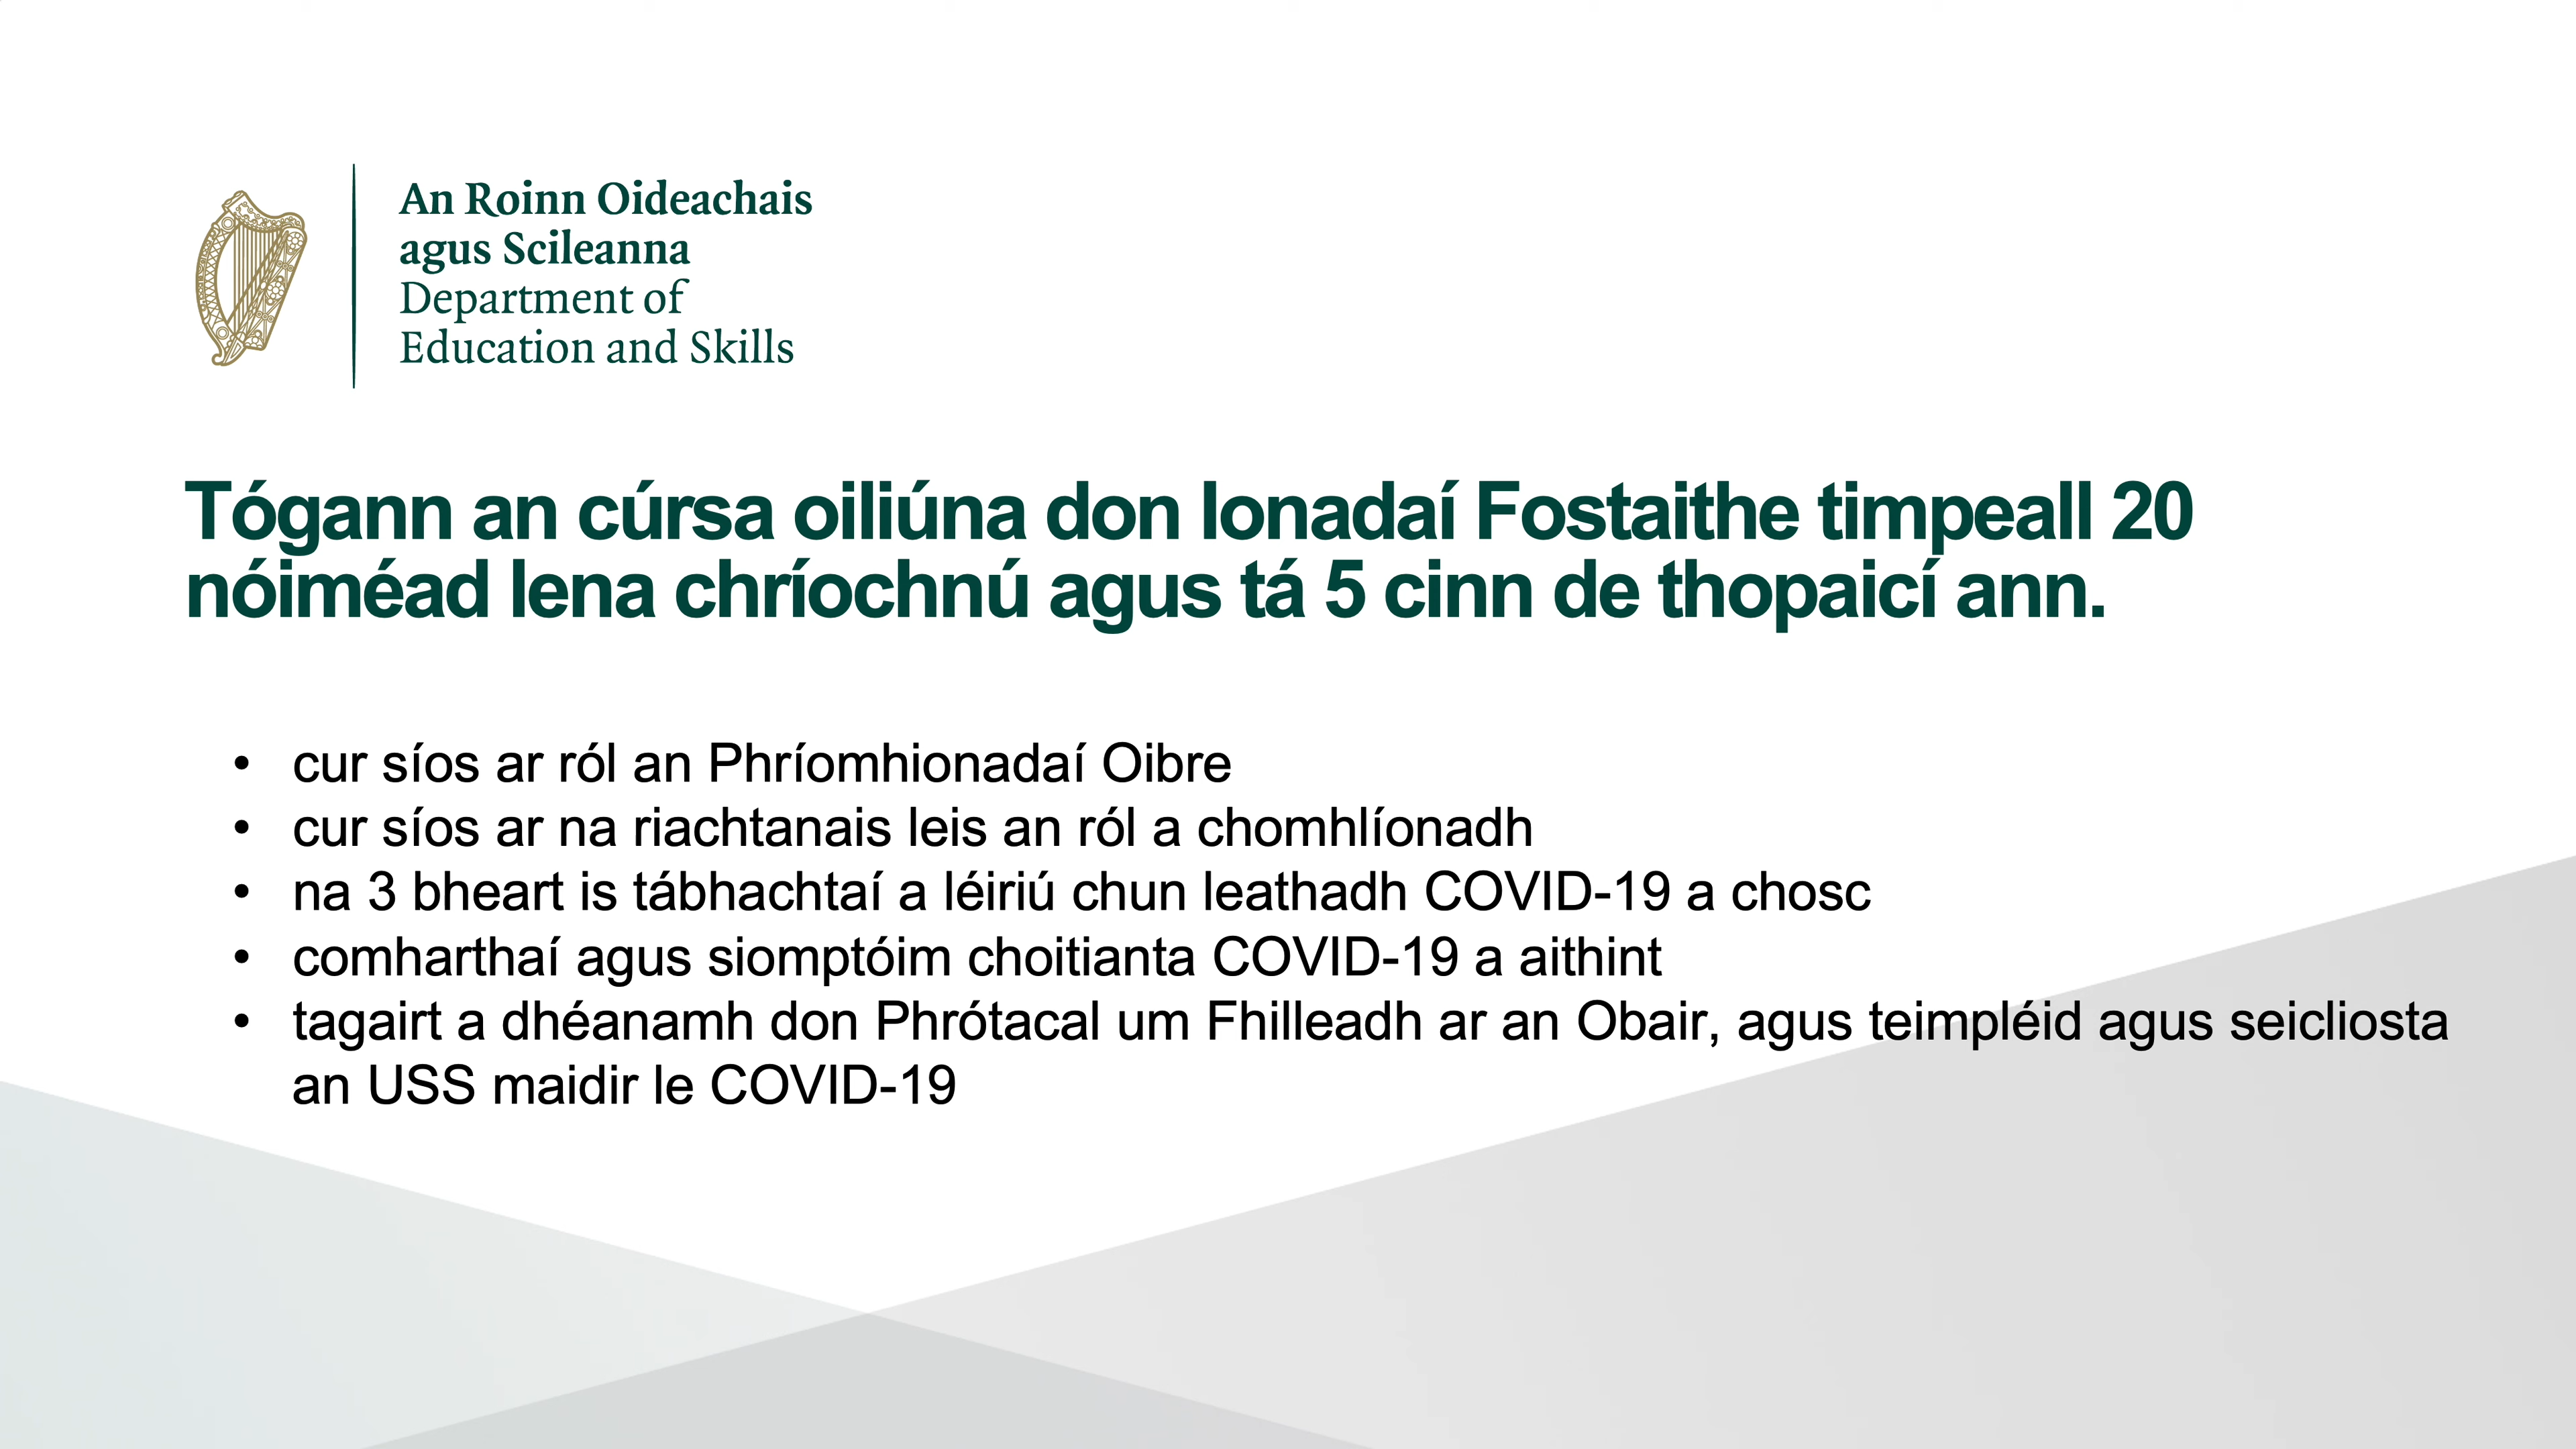 An Roinn Oideachais
agus Scileanna
Department of
Education and Skills
Tógann an cúrsa oiliúna don Ionadaí Fostaithe timpeall 20
nóiméad lena chríochnú agus tá 5 cinn de thopaicí ann.
• cur síos ar ról an Phríomhionadaí Oibre
• cur síos ar na riachtanais leis an ról a chomhlíonadh
• na 3 bheart is tábhachtaí a léiriú chun leathadh COVID-19 a chosc
• comharthaí agus siomptóim choitianta COVID-19 a aithint
• tagairt a dhéanamh don Phrótacal um Fhilleadh ar an Obair, agus teimpléid agus seicliosta
an USS maidir le COVID-19